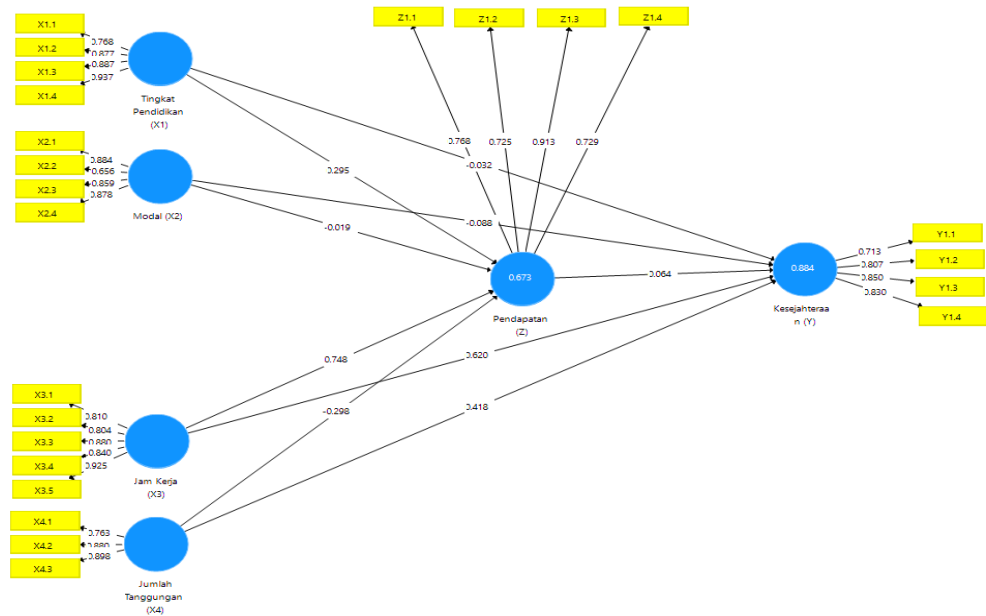 X1.1
X1.2
X1.3
X1.4
0.768
0.877
0.887
0.937
Tingkat
Pendidikan
(X1)
X2.1
X2.2
X2.3
X2.4
0.884
0.656
0.859
0.878
Modal (X2)
X3.1
X3.2
X3.3
X3.4
X3.5
0.810
0.804
0.880
0.840
0.925
Jam Kerja
(X3)
X4.1
X4.2
X4.3
0.763
0.880
0.898
Jumlah
Tanggungan
(X4)
Z1.1
Z1.2
Z1.3
Z1.4
0.768
0.725
0.913
0.729
0.295
-0.019
0.748
-0.298
-0.032
-0.088
0.064
0.620
0.418
0.673
Pendapatan
(Z)
0.884
Kesejahteraa
n (Y)
0.713
0.807
0.850
0.830
Y1.1
Y1.2
Y1.3
Y1.4